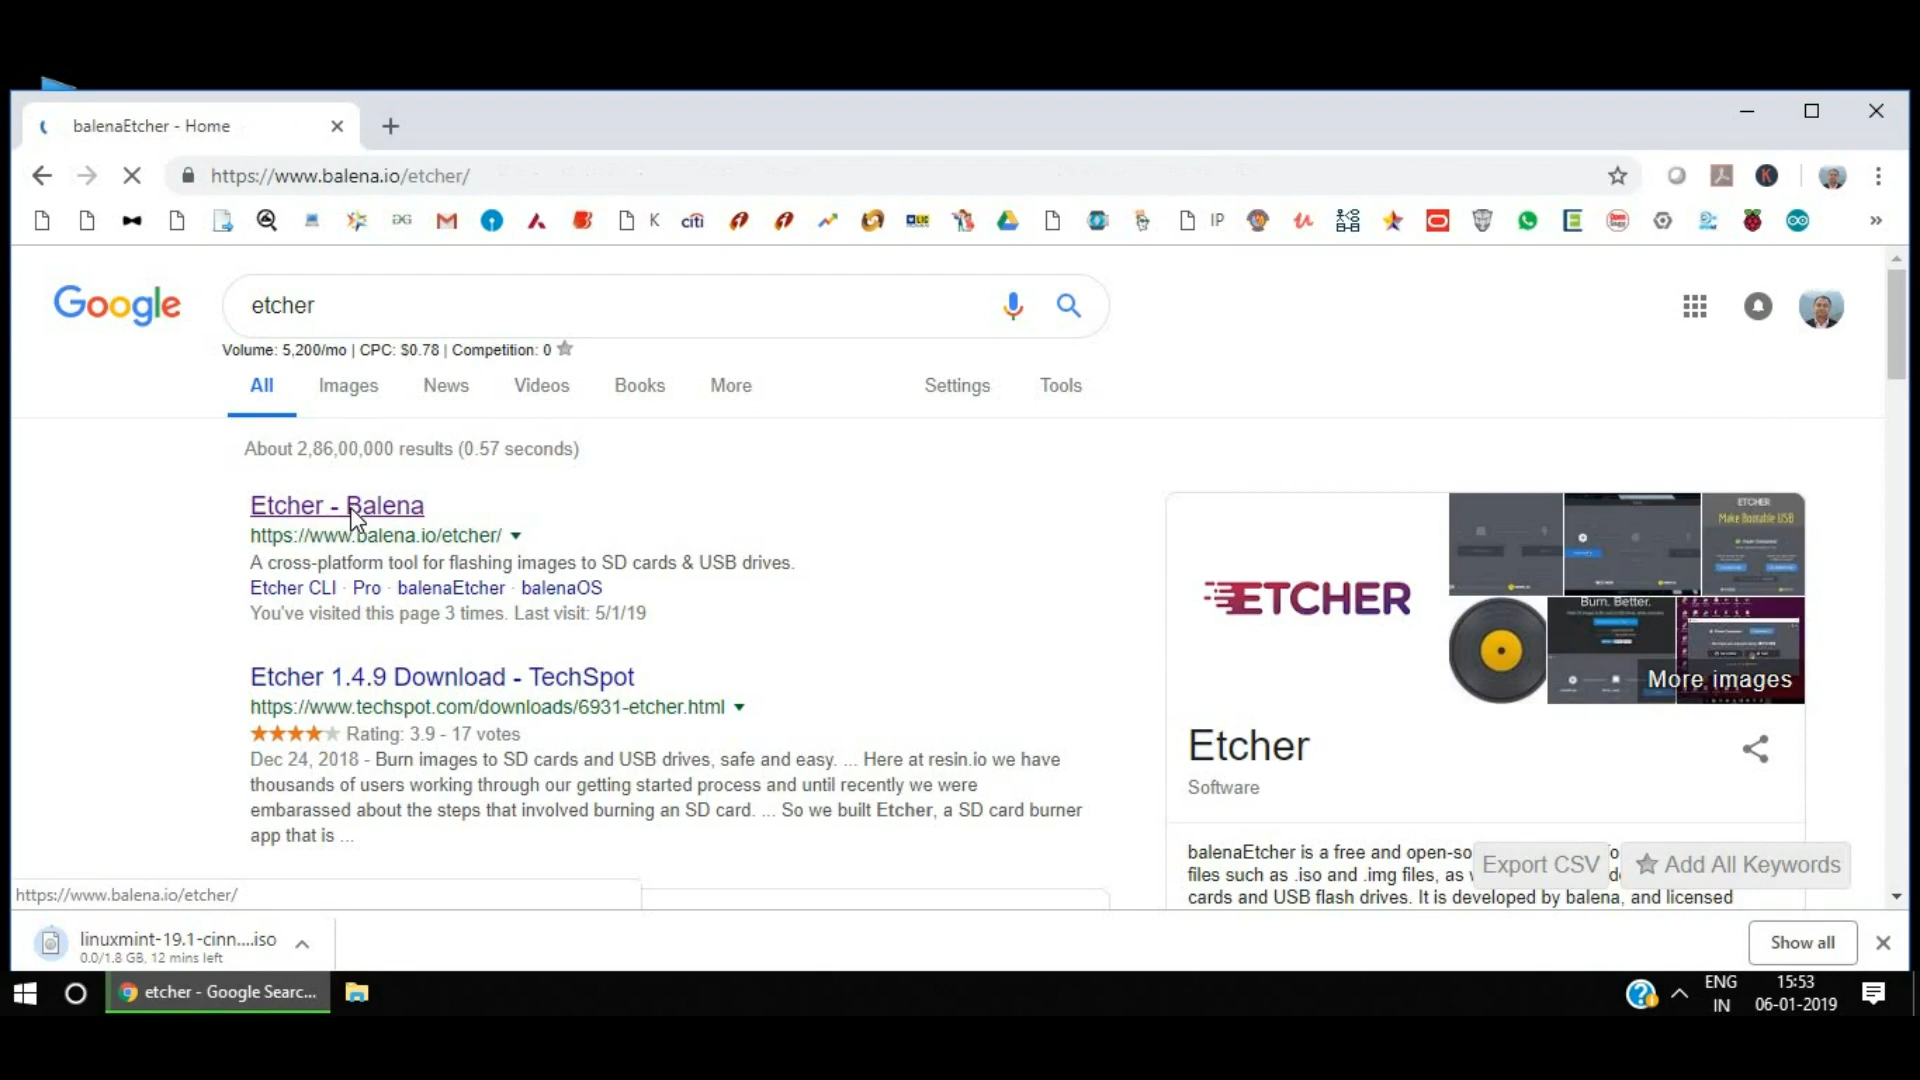 balenaEtcher - Home
https://www.balena.io/etcher/
K
citi
IP
Google
etcher
Volume: 5,200/mo | CPC: $0.78 | Competition: 0
All Images News Videos Books More Settings Tools
About 2,86,00,000 results (0.57 seconds)
Etcher - Balena
https://www.balena.io/etcher/
A cross-platform tool for flashing images to SD cards & USB drives.
Etcher CLI · Pro · balenaEtcher · balenaOS
You've visited this page 3 times. Last visit: 5/1/19
Etcher 1.4.9 Download - TechSpot
https://www.techspot.com/downloads/6931-etcher.html
Rating: 3.9 - 17 votes
Dec 24, 2018 - Burn images to SD cards and USB drives, safe and easy. ... Here at resin.io we have
thousands of users working through our getting started process and until recently we were
embarassed about the steps that involved burning an SD card. ... So we built Etcher, a SD card burner
app that is ...
ETCHER
ETCHER
Make Bootable USB
Burn. Better.
More images
Etcher
Software
balenaEtcher is a free and open-so
files such as .iso and .img files, as
cards and USB flash drives. It is developed by balena, and licensed
Export CSV
Add All Keywords
https://www.balena.io/etcher/
linuxmint-19.1-cinn....iso
0.0/1.8 GB, 12 mins left
Show all
etcher - Google Searc...
ENG
IN
15:53
06-01-2019